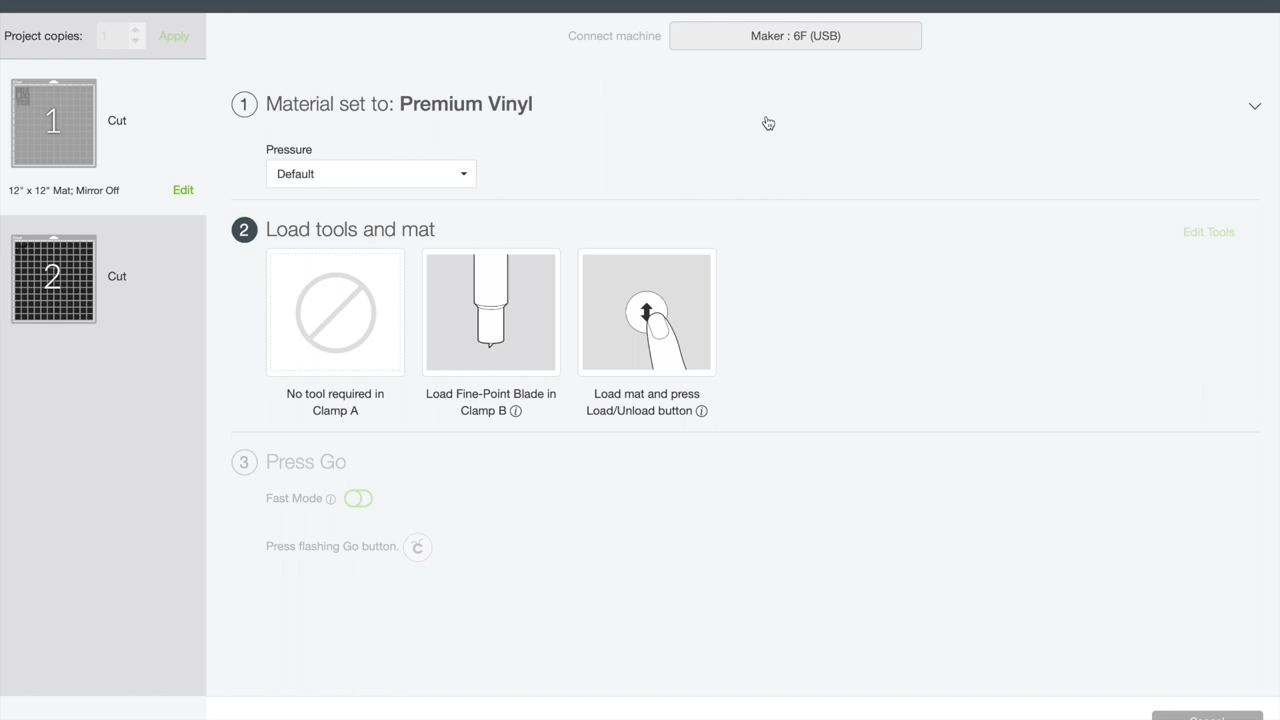 Project copies: 1 Apply
Connect machine Maker : 6F (USB)
1 Cut
12" x 12" Mat; Mirror Off Edit
2 Cut
1 Material set to: Premium Vinyl
Pressure
Default
2 Load tools and mat
Edit Tools
No tool required in
Clamp A
Load Fine-Point Blade in
Clamp B
Load mat and press
Load/Unload button
3 Press Go
Fast Mode
Press flashing Go button.
Cancel